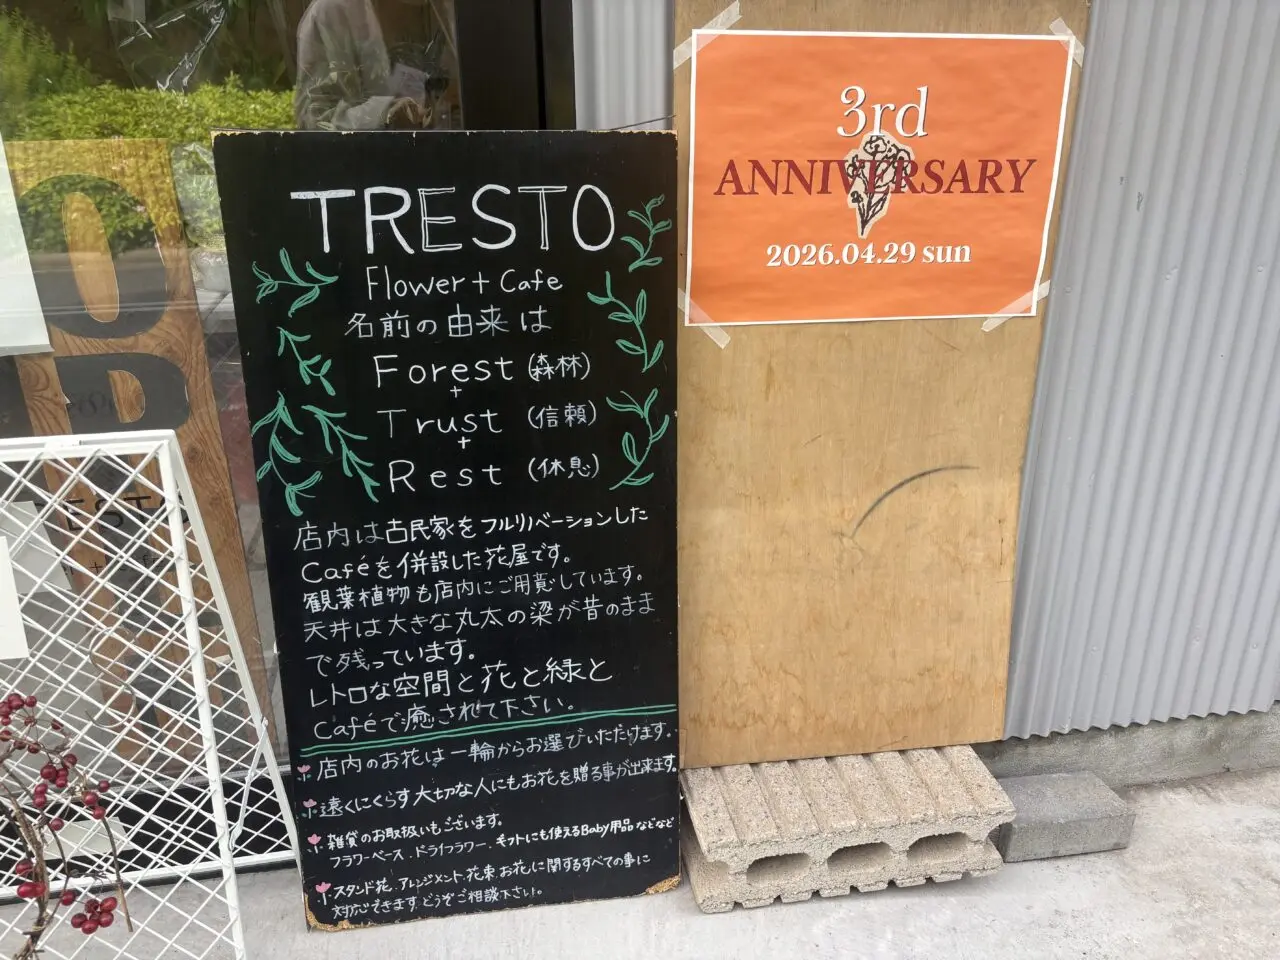 TRESTO
Flower + Cafe
名前の由来は
Forest (森林)
+
Trust (信頼)
+
Rest (休息)
店内は古民家をフルリノベーションした
Caféを併設した花屋です。
観葉植物も店内にご用意しています。
天井は大きな丸太の梁が昔のまま
で残っています。
レトロな空間と花と緑と
Caféで癒されて下さい。
店内のお花は一輪からお選びいただけます。
遠くにくらす大切な人にもお花を贈る事が出来ます。
雑貨のお取扱いもございます。
フラワーベース、ドライフラワー、ギフトにも使えるBaby用品などなど
スタンド花、アレンジメント、花束、お花に関するすべての事に
対応できます。どうぞご相談下さい。
3rd
ANNIVERSARY
2026.04.29 sun